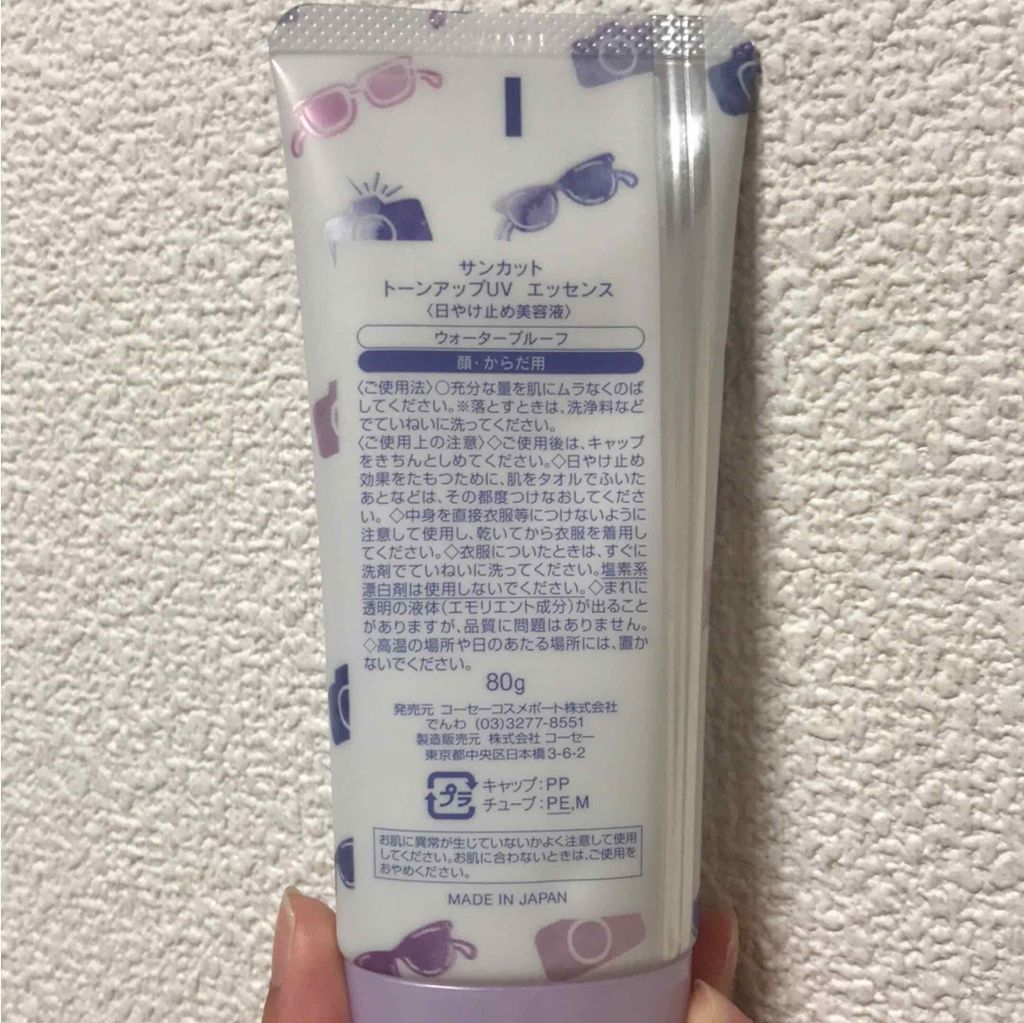 サンカット
トーンアップUV エッセンス
〈日やけ止め美容液〉
ウォータープルーフ
顔・からだ用
〈ご使用法〉○充分な量を肌にムラなくのば
してください。※落とすときは、洗浄料など
でていねいに洗ってください。
〈ご使用上の注意〉◇ご使用後は、キャップ
をきちんとしめてください。◇日やけ止め
効果をたもつために、肌をタオルでふいた
あとなどは、その都度つけなおしてくださ
い。◇中身を直接衣服等につけないように
注意して使用し、乾いてから衣服を着用し
てください。◇衣服についたときは、すぐに
洗剤でていねいに洗ってください。塩素系
漂白剤は使用しないでください。◇まれに
透明の液体(エモリエント成分)が出ること
がありますが、品質に問題はありません。
◇高温の場所や日のあたる場所には、置か
ないでください。
80g
発売元 コーセーコスメポート株式会社
でんわ (03)3277-8551
製造販売元 株式会社 コーセー
東京都中央区日本橋3-6-2
プラ
キャップ:PP
チューブ:PE,M
お肌に異常が生じていないかよく注意して使用
してください。お肌に合わないときは、ご使用を
おやめください。
MADE IN JAPAN